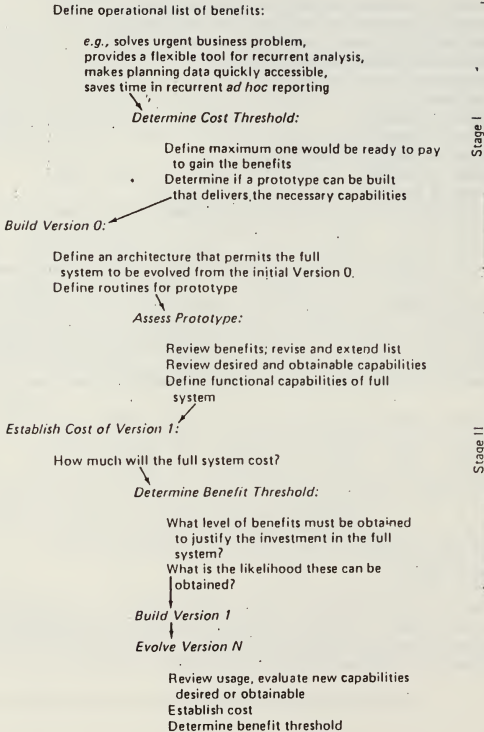 Define operational list of benefits:
e.g., solves urgent business problem,
provides a flexible tool for recurrent analysis,
makes planning data quickly accessible,
saves time in recurrent ad hoc reporting
Determine Cost Threshold:
Define maximum one would be ready to pay
to gain the benefits
Determine if a prototype can be built
that delivers the necessary capabilities
Stage I
Build Version 0:
Define an architecture that permits the full
system to be evolved from the initial Version 0.
Define routines for prototype
Assess Prototype:
Review benefits; revise and extend list
Review desired and obtainable capabilities
Define functional capabilities of full
system
Establish Cost of Version 1:
How much will the full system cost?
Stage II
Determine Benefit Threshold:
What level of benefits must be obtained
to justify the investment in the full
system?
What is the likelihood these can be
obtained?
Build Version 1
Evolve Version N
Review usage, evaluate new capabilities
desired or obtainable
Establish cost
Determine benefit threshold